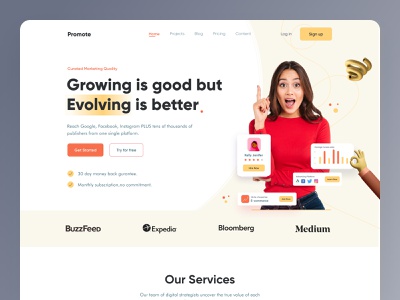 Promote
Home Projects Blog Pricing Contact
Log in
Sign up
Curated Marketing Quality
Growing is good but
Evolving is better.
Reach Google, Facebook, Instagram PLUS tens of thousands of
publishers from one single platform
Get Started
Try for free
30 day money back gurantee.
Monthly subscription, no commitment.
BuzzFeed
Expedia
Bloomberg
Medium
Our Services
Our team of digital strategists uncover the true value of each